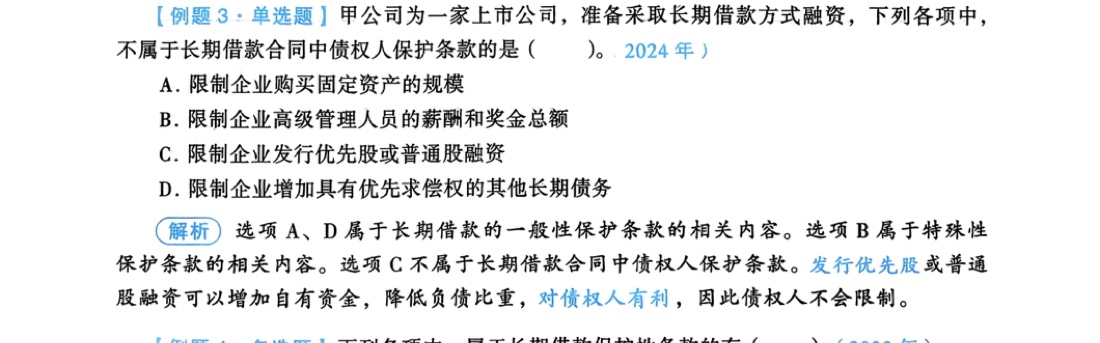 【例题3·单选题】甲公司为一家上市公司，准备采取长期借款方式融资，下列各项中，
不属于长期借款合同中债权人保护条款的是（ ）。2024年）
A. 限制企业购买固定资产的规模
B. 限制企业高级管理人员的薪酬和奖金总额
C. 限制企业发行优先股或普通股融资
D. 限制企业增加具有优先求偿权的其他长期债务
解析 选项A、D属于长期借款的一般性保护条款的相关内容。选项B属于特殊性
保护条款的相关内容。选项C不属于长期借款合同中债权人保护条款。发行优先股或普通
股融资可以增加自有资金，降低负债比重，对债权人有利，因此债权人不会限制。